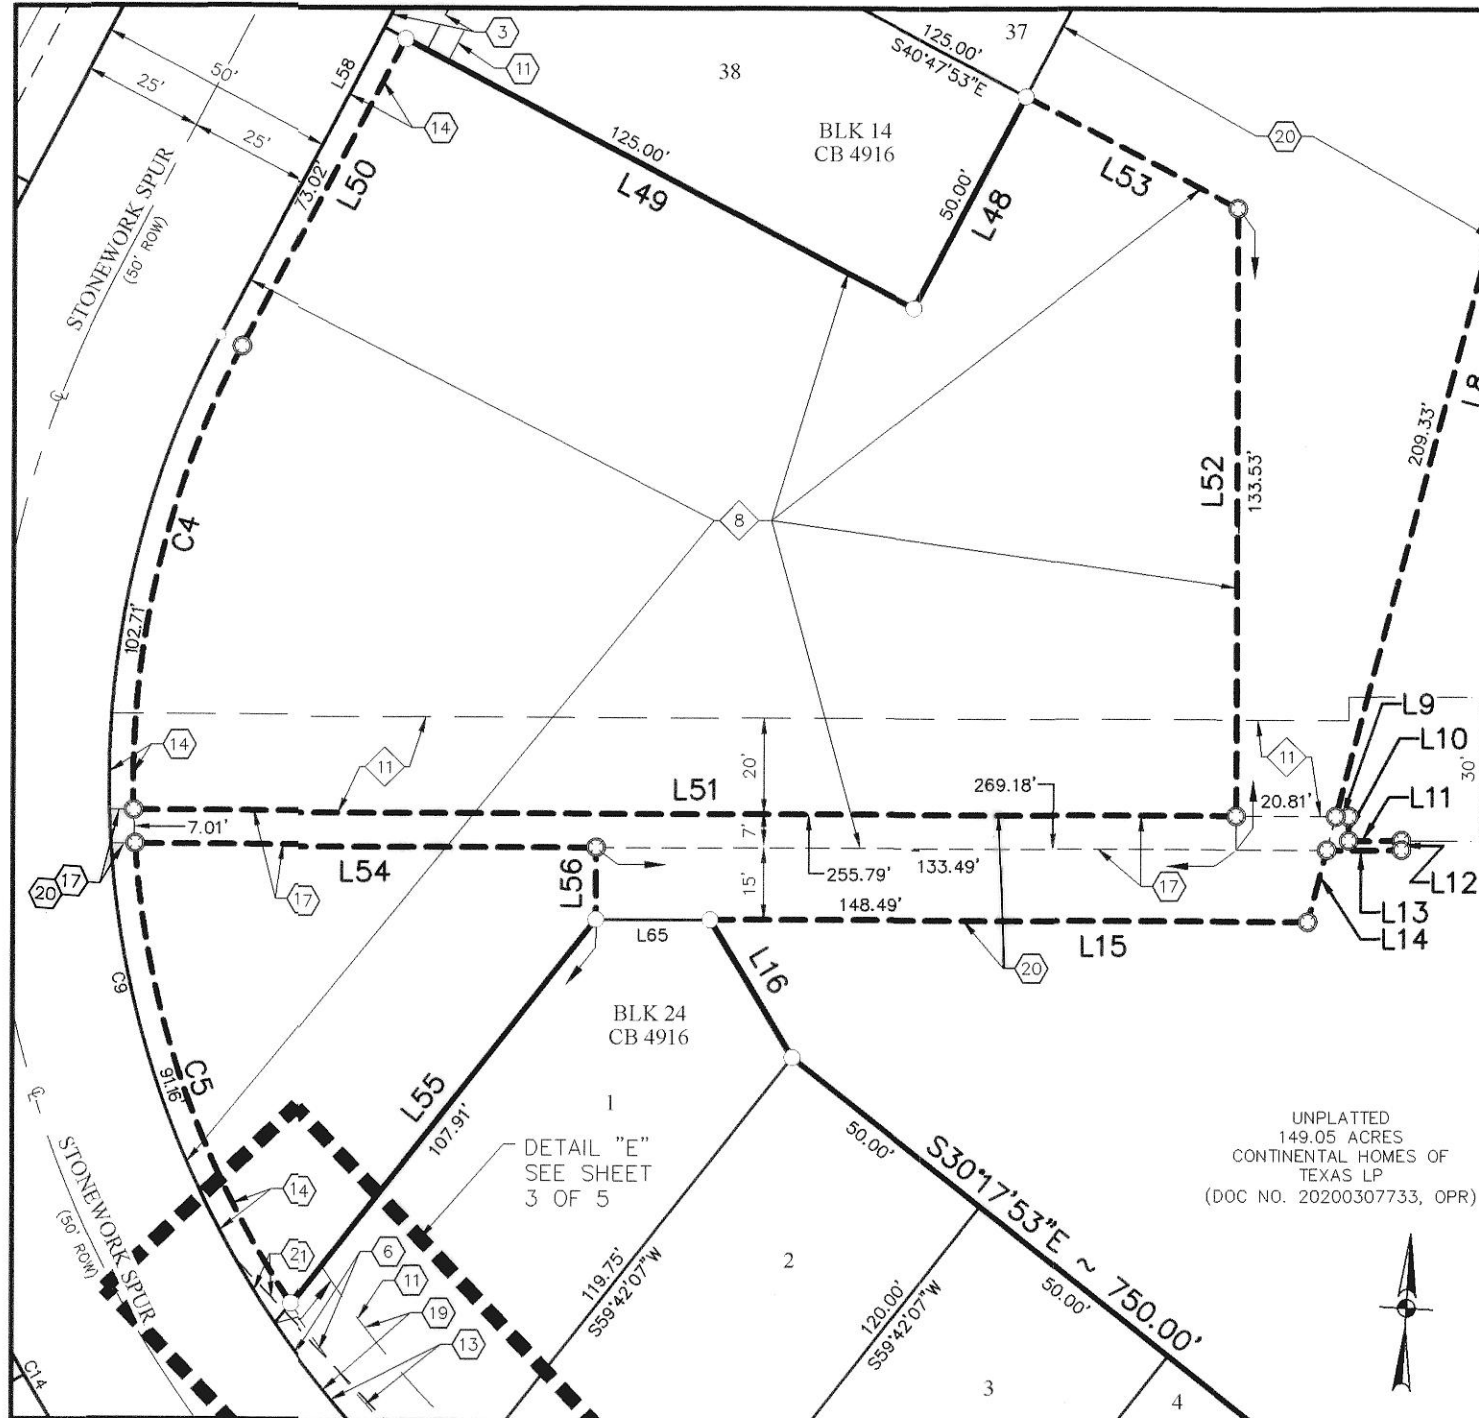 3
11
37
125.00'
S40°47'53"E
38
50'
25'
25'
L58
14
20
BLK 14
CB 4916
125.00'
L49
L50
73.02'
50.00'
L48
L53
STONEWORK SPUR
(50' ROW)
L8
209.33'
L52
133.53'
8
C4
102.71'
L9
L10
14
11
11
20'
30'
L51
269.18'
20.81'
L11
7.01'
7'
L54
L56
255.79'
133.49'
17
L12
20
17
17
15'
148.49'
L13
L14
L65
L15
L16
20
C9
BLK 24
CB 4916
C5
91.16'
L55
107.91'
1
DETAIL "E"
SEE SHEET
3 OF 5
50.00'
S30°17'53"E ~ 750.00'
UNPLATTED
149.05 ACRES
CONTINENTAL HOMES OF
TEXAS LP
(DOC NO. 20200307733, OPR)
STONEWORK SPUR
(50' ROW)
14
21
6
11
19
13
119.75'
S59°42'07"W
2
120.00'
S59°42'07"W
50.00'
C14
3
4